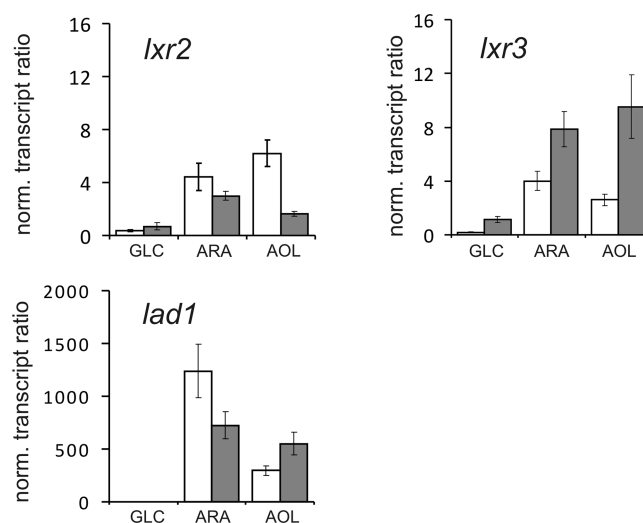 norm. transcript ratio
16
12
8
4
0
lxr2
GLC ARA AOL
norm. transcript ratio
16
12
8
4
0
lxr3
GLC ARA AOL
norm. transcript ratio
2000
1500
1000
500
0
lad1
GLC ARA AOL